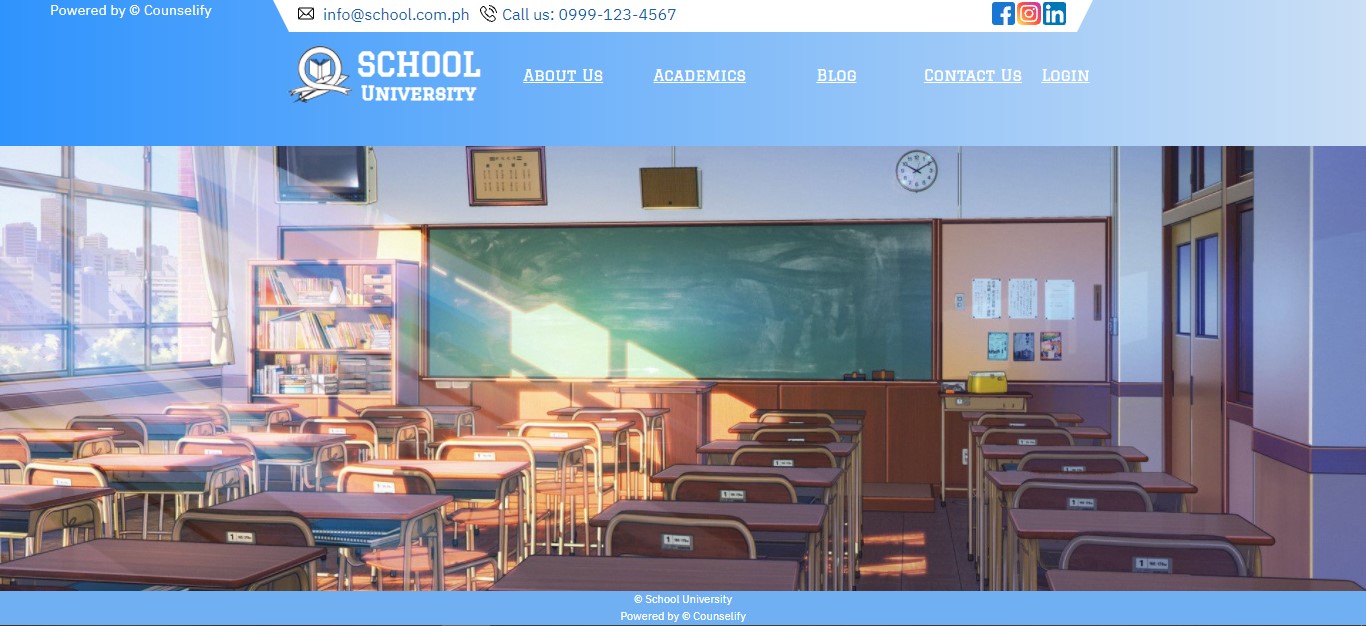 Powered by © Counselify
info@school.com.ph
Call us: 0999-123-4567
SCHOOL
University
About Us
Academics
Blog
Contact Us
Login
© School University
Powered by © Counselify